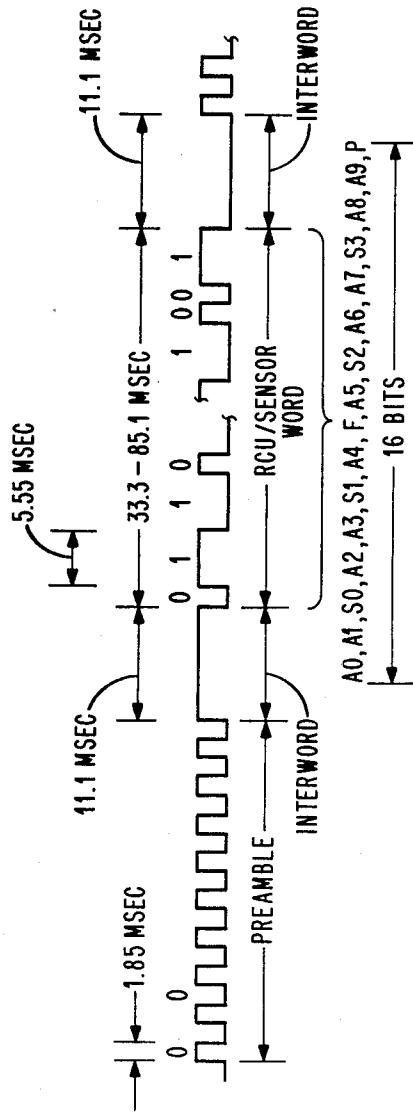 11.1 MSEC
5.55 MSEC
33.3 - 85.1 MSEC
11.1 MSEC
1.85 MSEC
0 0
0 1 1 0
1 00 1
PREAMBLE
INTERWORD
RCU/SENSOR
WORD
INTERWORD
A0, A1, S0, A2, A3, S1, A4, F, A5, S2, A6, A7, S3, A8, A9, P
16 BITS